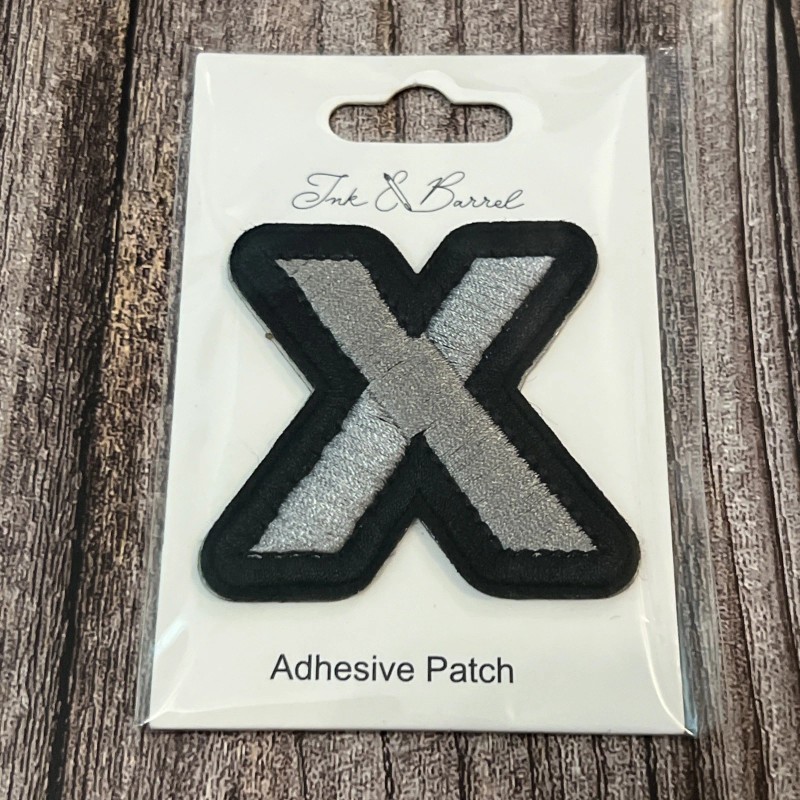 Ink & Barrel
X
Adhesive Patch